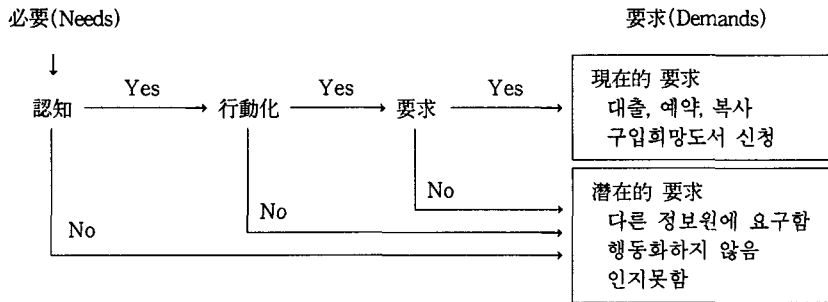 必要(Needs)
要求(Demands)
認知
Yes
行動化
Yes
要求
Yes
現在的 要求
대출, 예약, 복사
구입희망도서 신청
No
No
No
潛在的 要求
다른 정보원에 요구함
행동화하지 않음
인지못함